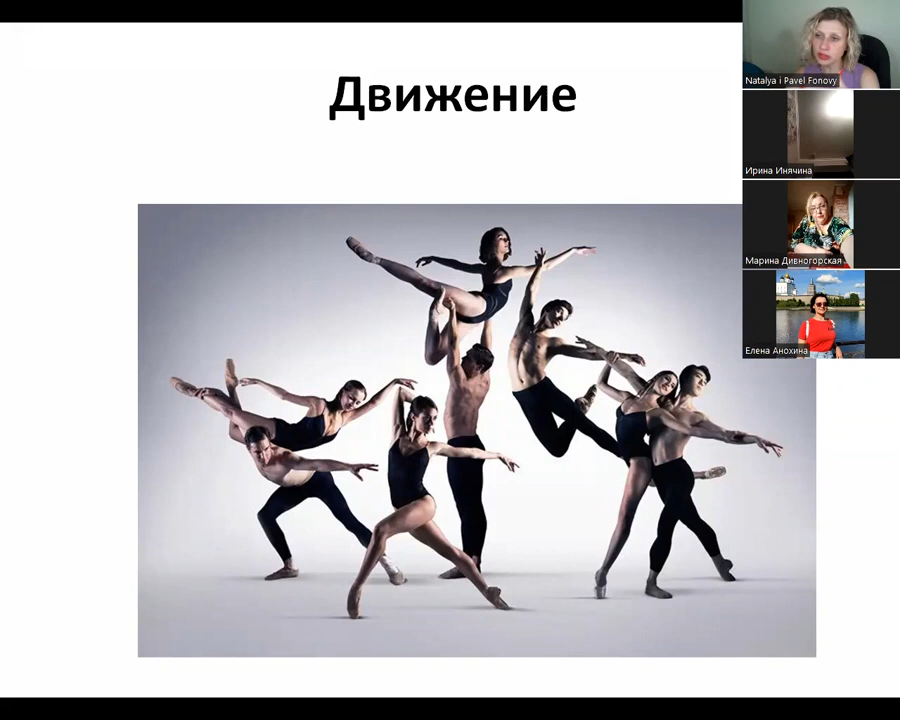 Движение
Natalya i Pavel Fonovy
Ирина Инячина
Марина Дивногорская
Елена Анохина